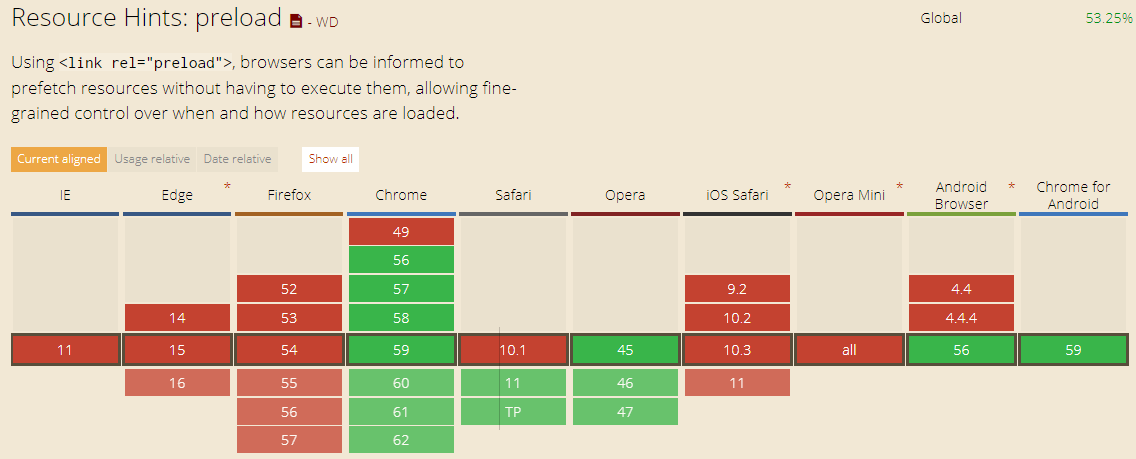 Resource Hints: preload - WD
Global 53.25%
Using <link rel="preload">, browsers can be informed to
prefetch resources without having to execute them, allowing fine-
grained control over when and how resources are loaded.
Current aligned Usage relative Date relative Show all
IE Edge * Firefox Chrome Safari Opera iOS Safari * Opera Mini * Android Browser * Chrome for Android
49
56
52 57 9.2 4.4
14 53 58 10.2 4.4.4
11 15 54 59 10.1 45 10.3 all 56 59
16 55 60 11 46 11
56 61 TP 47
57 62